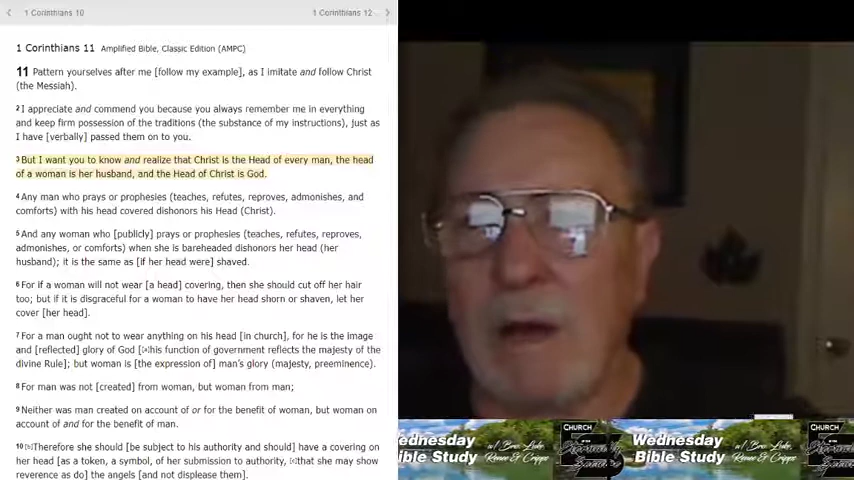 1 Corinthians 10
1 Corinthians 12
1 Corinthians 11 Amplified Bible, Classic Edition (AMPC)
11 Pattern yourselves after me [follow my example], as I imitate and follow Christ
(the Messiah).
2 I appreciate and commend you because you always remember me in everything
and keep firm possession of the traditions (the substance of my instructions), just as
I have [verbally] passed them on to you.
3 But I want you to know and realize that Christ is the Head of every man, the head
of a woman is her husband, and the Head of Christ is God.
4 Any man who prays or prophesies (teaches, refutes, reproves, admonishes, and
comforts) with his head covered dishonors his Head (Christ).
5 And any woman who [publicly] prays or prophesies (teaches, refutes, reproves,
admonishes, or comforts) when she is bareheaded dishonors her head (her
husband); it is the same as [if her head were] shaved.
6 For if a woman will not wear [a head] covering, then she should cut off her hair
too; but if it is disgraceful for a woman to have her head shorn or shaven, let her
cover [her head].
7 For a man ought not to wear anything on his head [in church], for he is the image
and [reflected] glory of God [[a]his function of government reflects the majesty of the
divine Rule]; but woman is [the expression of] man's glory (majesty, preeminence).
8 For man was not [created] from woman, but woman from man;
9 Neither was man created on account of or for the benefit of woman, but woman on
account of and for the benefit of man.
10 [b]Therefore she should [be subject to his authority and should] have a covering on
her head [as a token, a symbol, of her submission to authority, [c]that she may show
reverence as do] the angels [and not displease them].
Wednesday
Bible Study
w/ Bro. Luke,
Renee & Cripps
CHURCH
Wednesday
Bible Study
w/ Bro. Luke,
Renee & Cripps
CHURCH